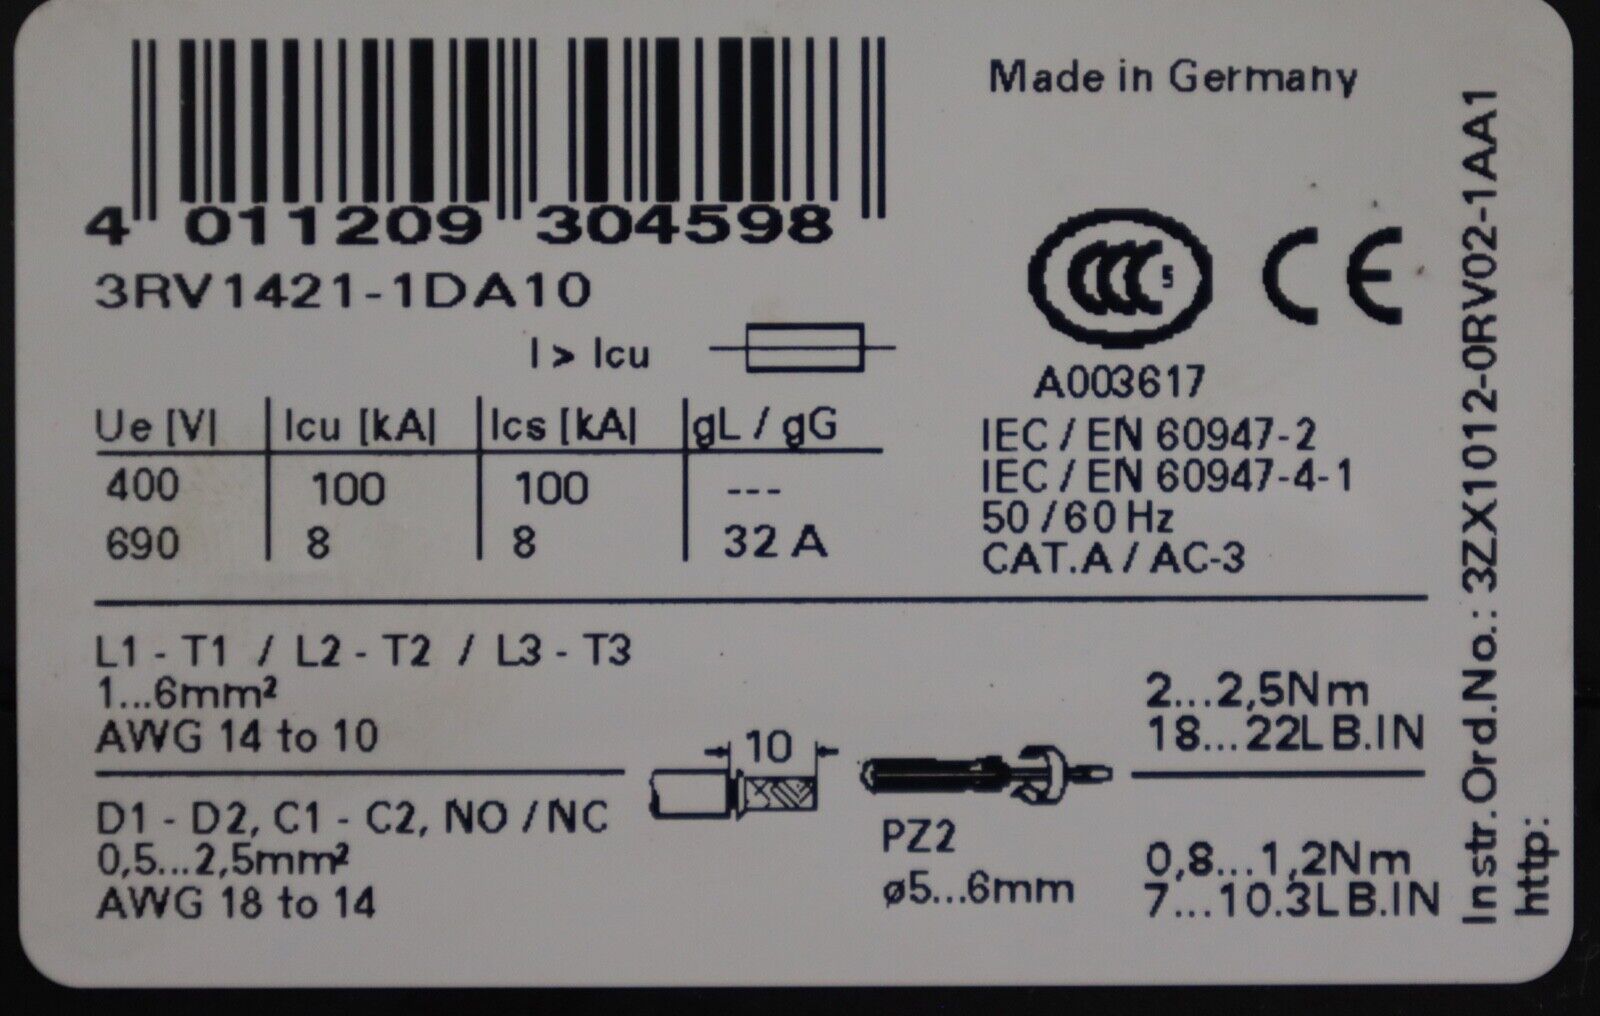 Made in Germany
4 011209 304598
3RV1421-1DA10
I > Icu
CCC S
CE
A003617
Ue [V] Icu [kA] Ics [kA] gL / gG
400 100 100 ---
690 8 8 32 A
IEC / EN 60947-2
IEC / EN 60947-4-1
50 / 60 Hz
CAT.A / AC-3
L1 - T1 / L2 - T2 / L3 - T3
1...6mm²
AWG 14 to 10
D1 - D2, C1 - C2, NO / NC
0,5...2,5mm²
AWG 18 to 14
10
PZ2
ø5...6mm
2...2,5Nm
18...22LB.IN
0,8...1,2Nm
7...10.3LB.IN
Instr.Ord.No.: 3ZX1012-0RV02-1AA1
http: